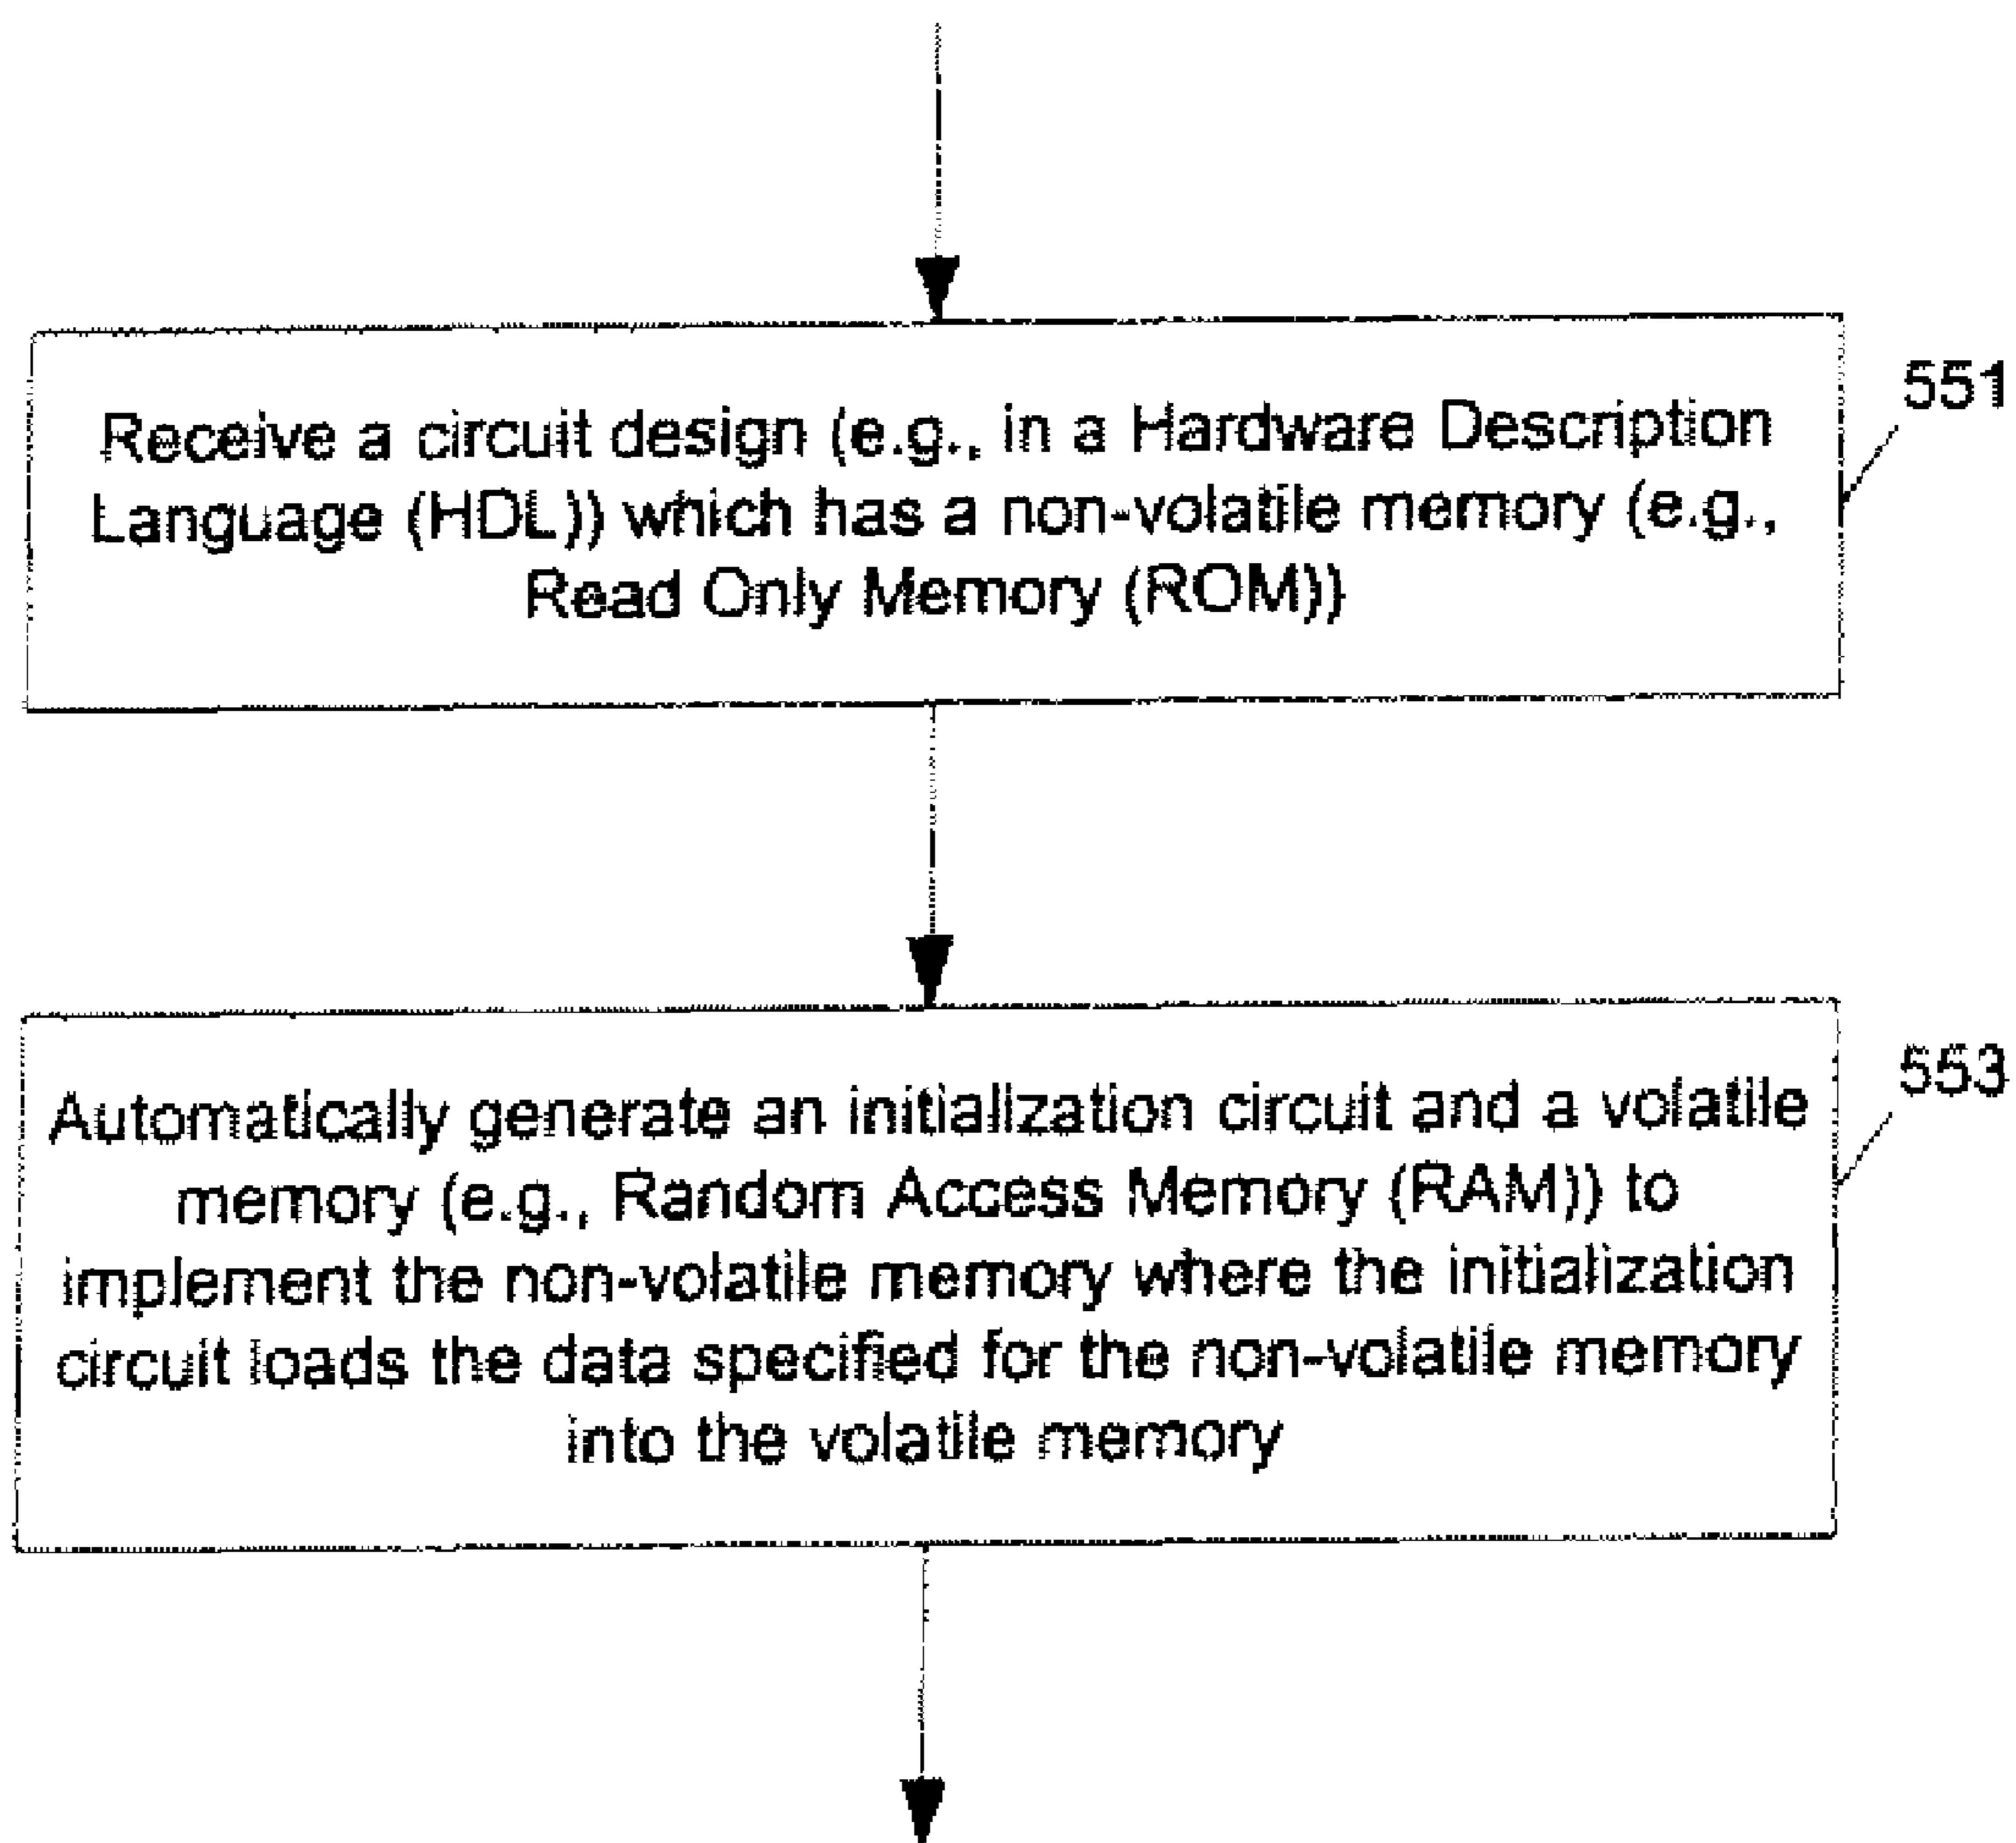 Receive a circuit design (e.g., in a Hardware Description
Language (HDL)) which has a non-volatile memory (e.g.,
Read Only Memory (ROM))
551
Automatically generate an initialization circuit and a volatile
memory (e.g., Random Access Memory (RAM)) to
implement the non-volatile memory where the initialization
circuit loads the data specified for the non-volatile memory
into the volatile memory
553